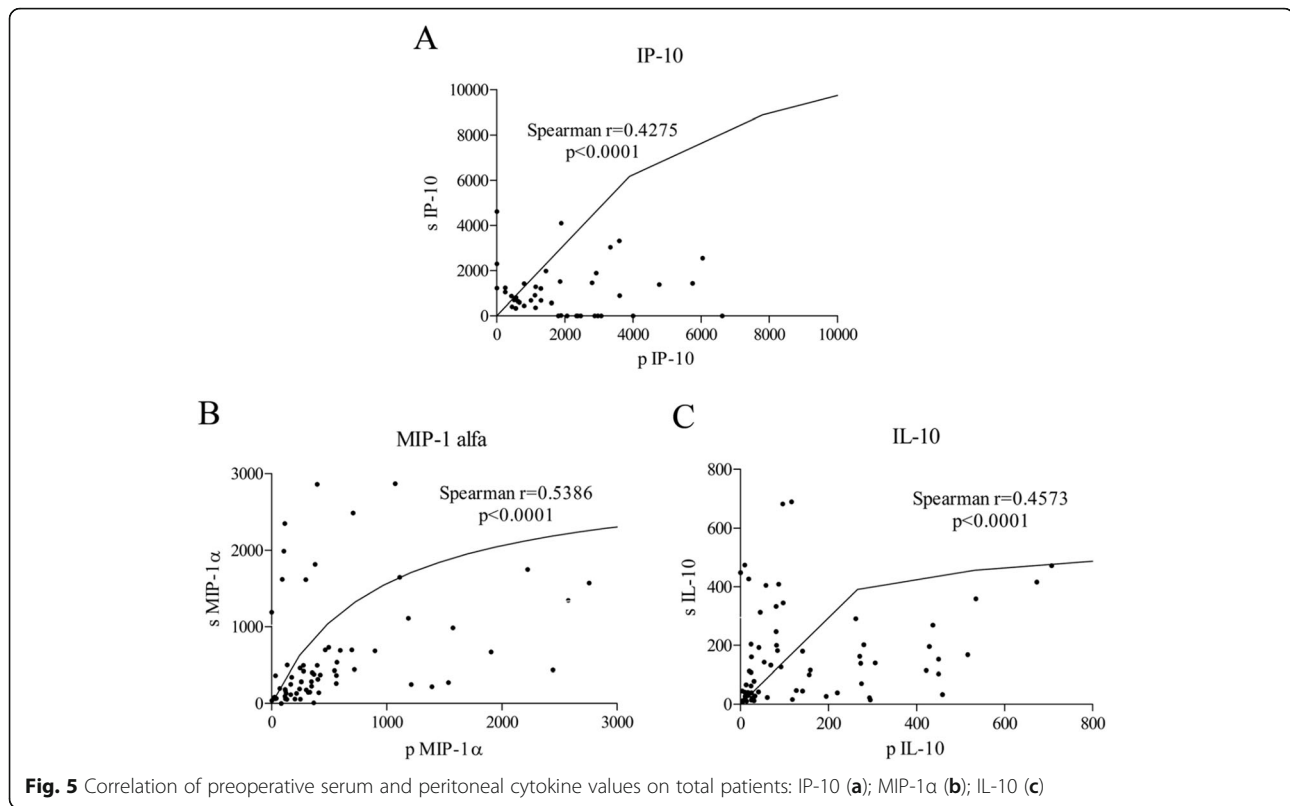 A
IP-10
10000
8000
6000
4000
2000
0
s IP-10
Spearman r=0.4275
p<0.0001
0 2000 4000 6000 8000 10000
p IP-10
B
MIP-1 alfa
3000
2000
1000
0
s MIP-1α
Spearman r=0.5386
p<0.0001
0 1000 2000 3000
p MIP-1α
C
IL-10
800
600
400
200
0
s IL-10
Spearman r=0.4573
p<0.0001
0 200 400 600 800
p IL-10
Fig. 5 Correlation of preoperative serum and peritoneal cytokine values on total patients: IP-10 (a); MIP-1α (b); IL-10 (c)